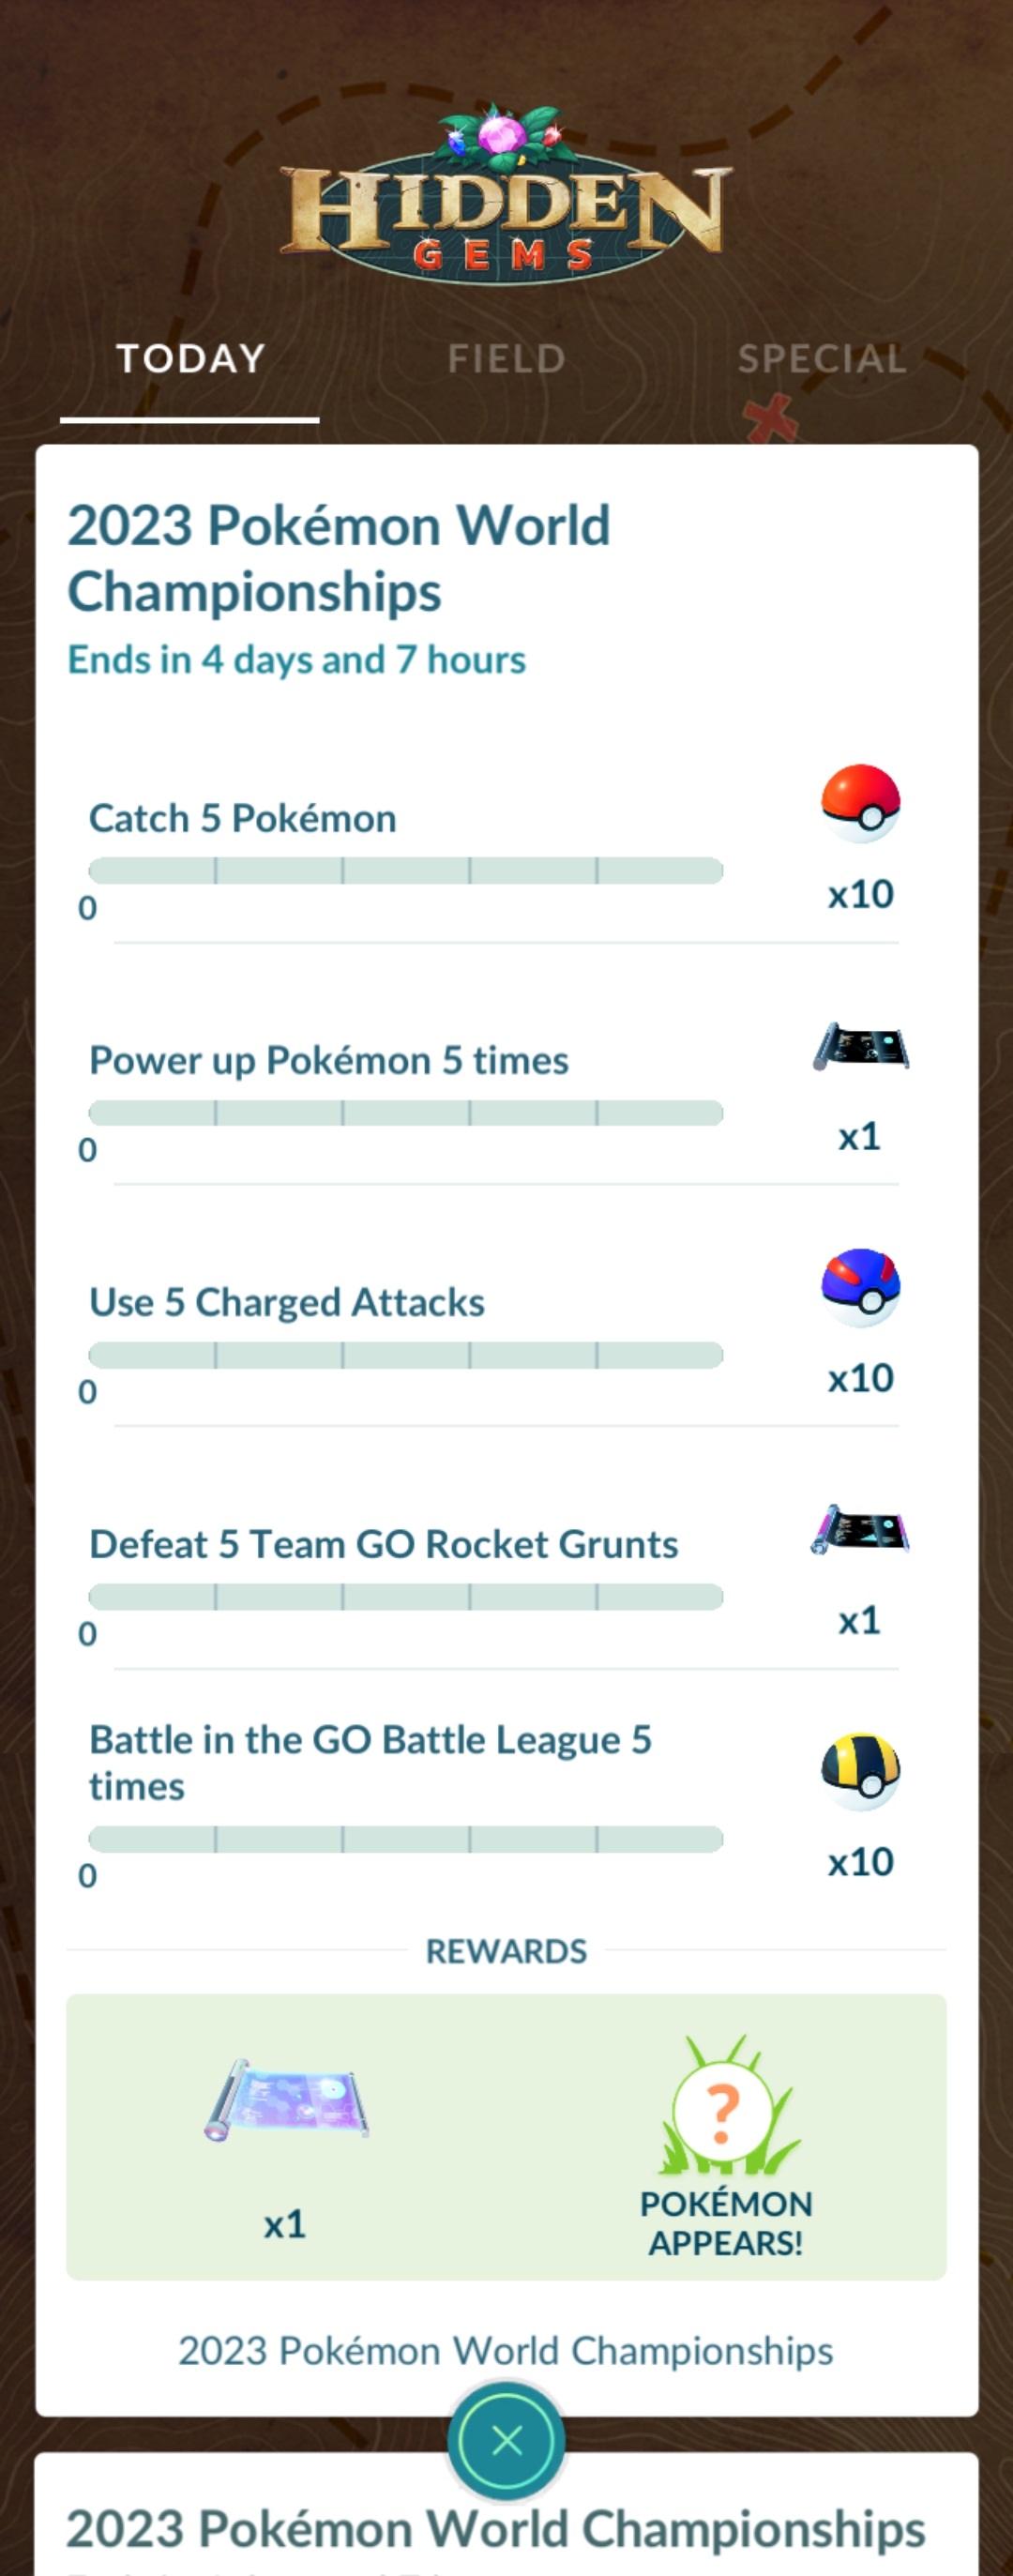 HIDDEN
GEMS
TODAY
FIELD
SPECIAL
2023 Pokémon World
Championships
Ends in 4 days and 7 hours
Catch 5 Pokémon
0
x10
Power up Pokémon 5 times
0
x1
Use 5 Charged Attacks
0
x10
Defeat 5 Team GO Rocket Grunts
0
x1
Battle in the GO Battle League 5
times
0
x10
REWARDS
?
x1
POKÉMON
APPEARS!
2023 Pokémon World Championships
2023 Pokémon World Championships